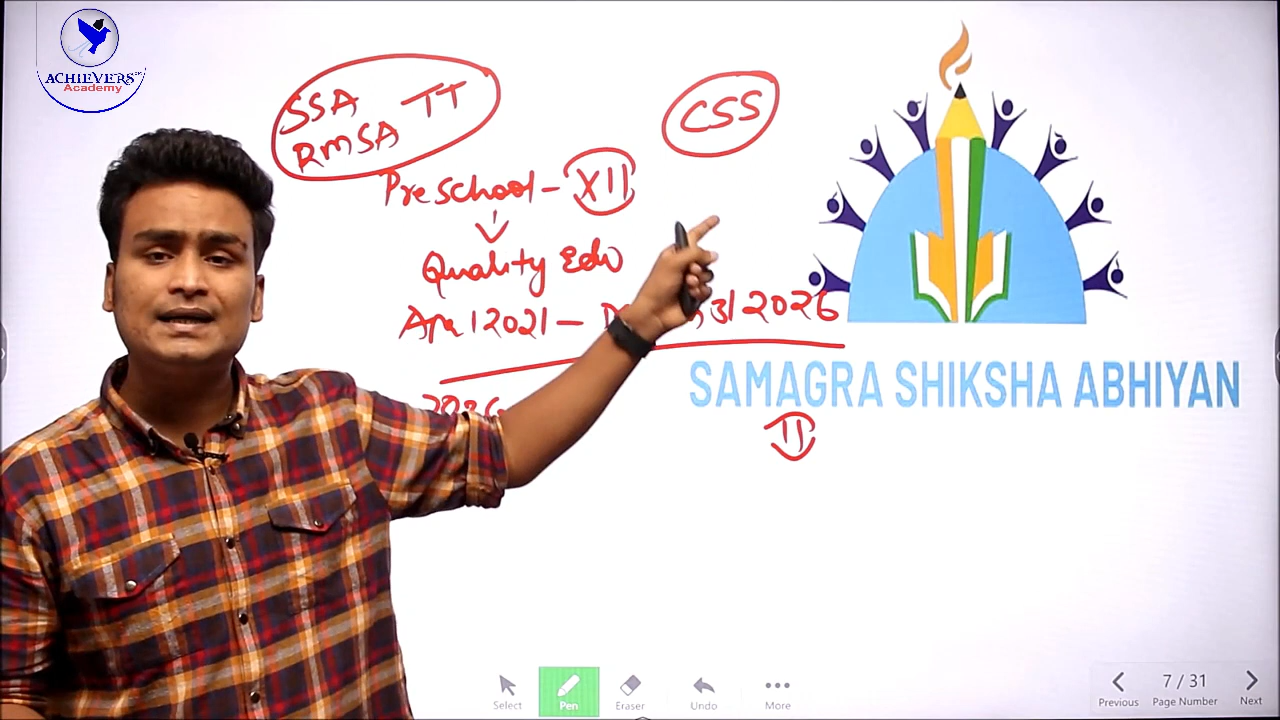 ACHIEVERS
Academy
SSA TT
RMSA
CSS
Preschool - XII
Quality Edu
Apr 1 2021 - 31 2026
2026
SAMAGRA SHIKSHA ABHIYAN
Select
Pen
Eraser
Undo
More
Previous
7 / 31
Page Number
Next